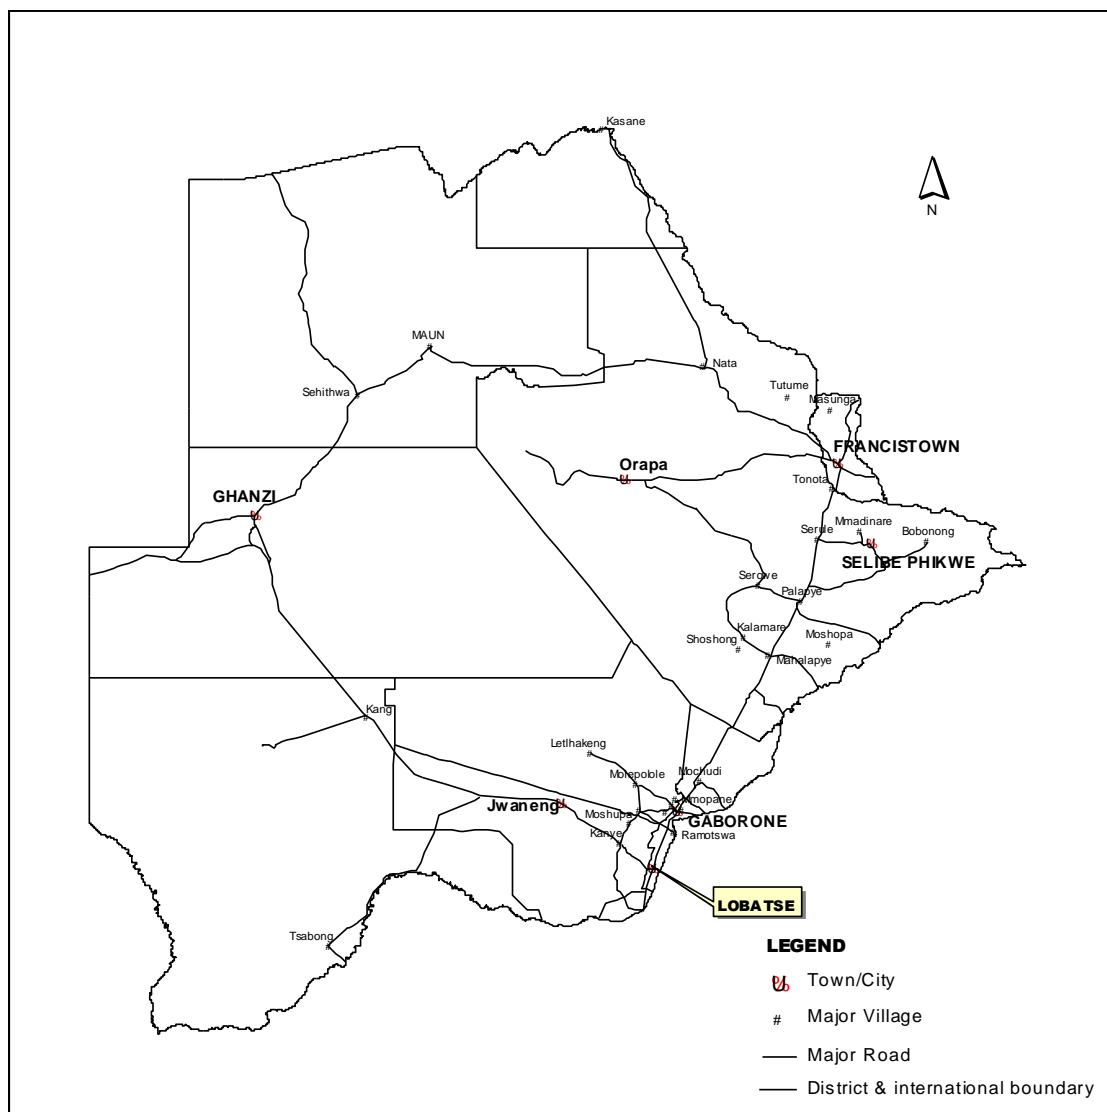 Kasane
N
MAUN
Nata
Sehithwa
Tutume
Masunga
FRANCISTOWN
Orapa
Tonota
GHANZI
Serule
Mmadinare
Bobonong
SELIBE PHIKWE
Serowe
Palapye
Kalamare
Moshopa
Shoshong
Mahalapye
Kang
Letlhakeng
Molepolole
Mochudi
Jwaneng
Mmopane
Moshupa
GABORONE
Kanye
Ramotswa
LOBATSE
Tsabong
LEGEND
Town/City
# Major Village
Major Road
District & international boundary